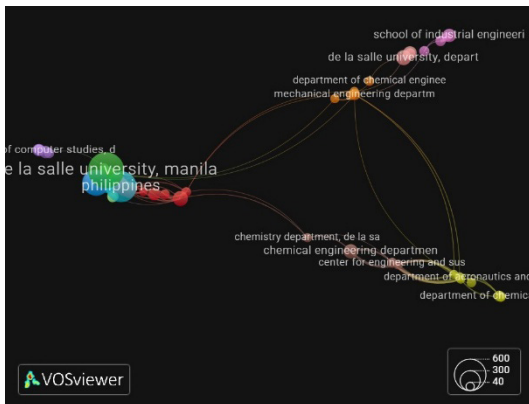 school of industrial engineeri
de la salle university, depart
department of chemical enginee
mechanical engineering departm
of computer studies, d
e la salle university, manila
philippines
chemistry department, de la sa
chemical engineering departmen
center for engineering and sus
department of aeronautics and
department of chemic
VOSviewer
600
300
40